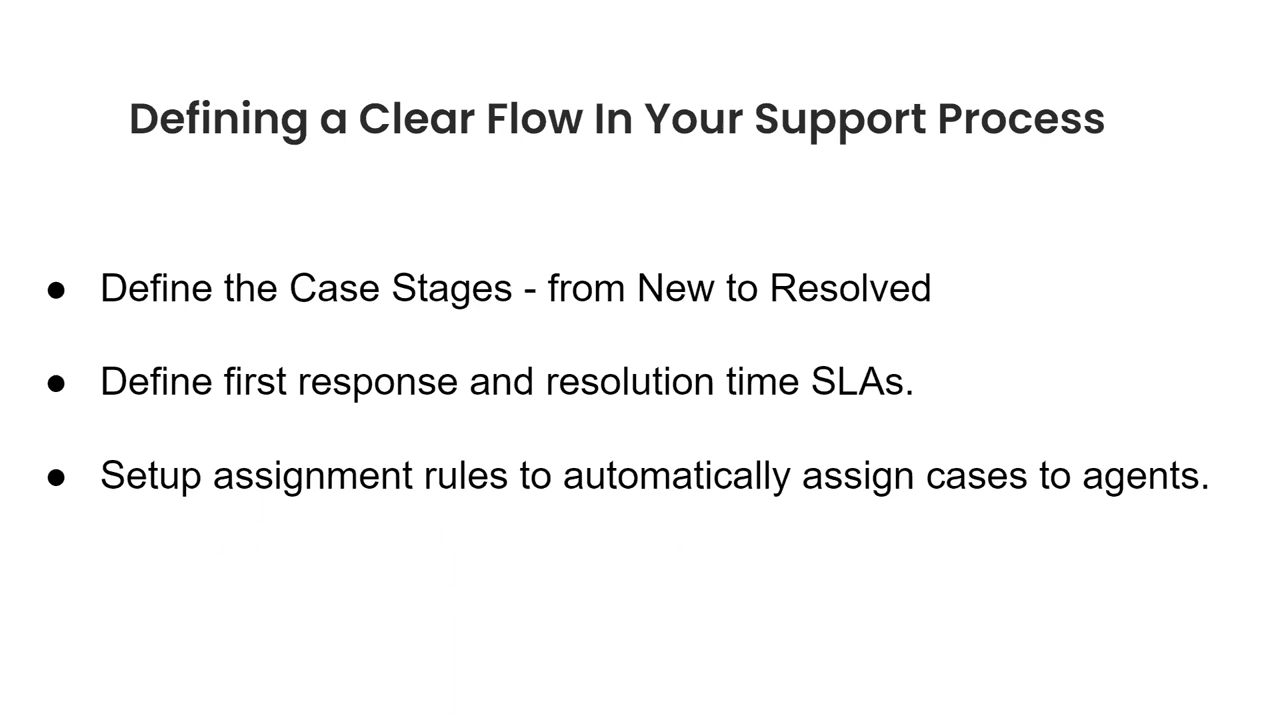 Defining a Clear Flow In Your Support Process
● Define the Case Stages - from New to Resolved
● Define first response and resolution time SLAs.
● Setup assignment rules to automatically assign cases to agents.